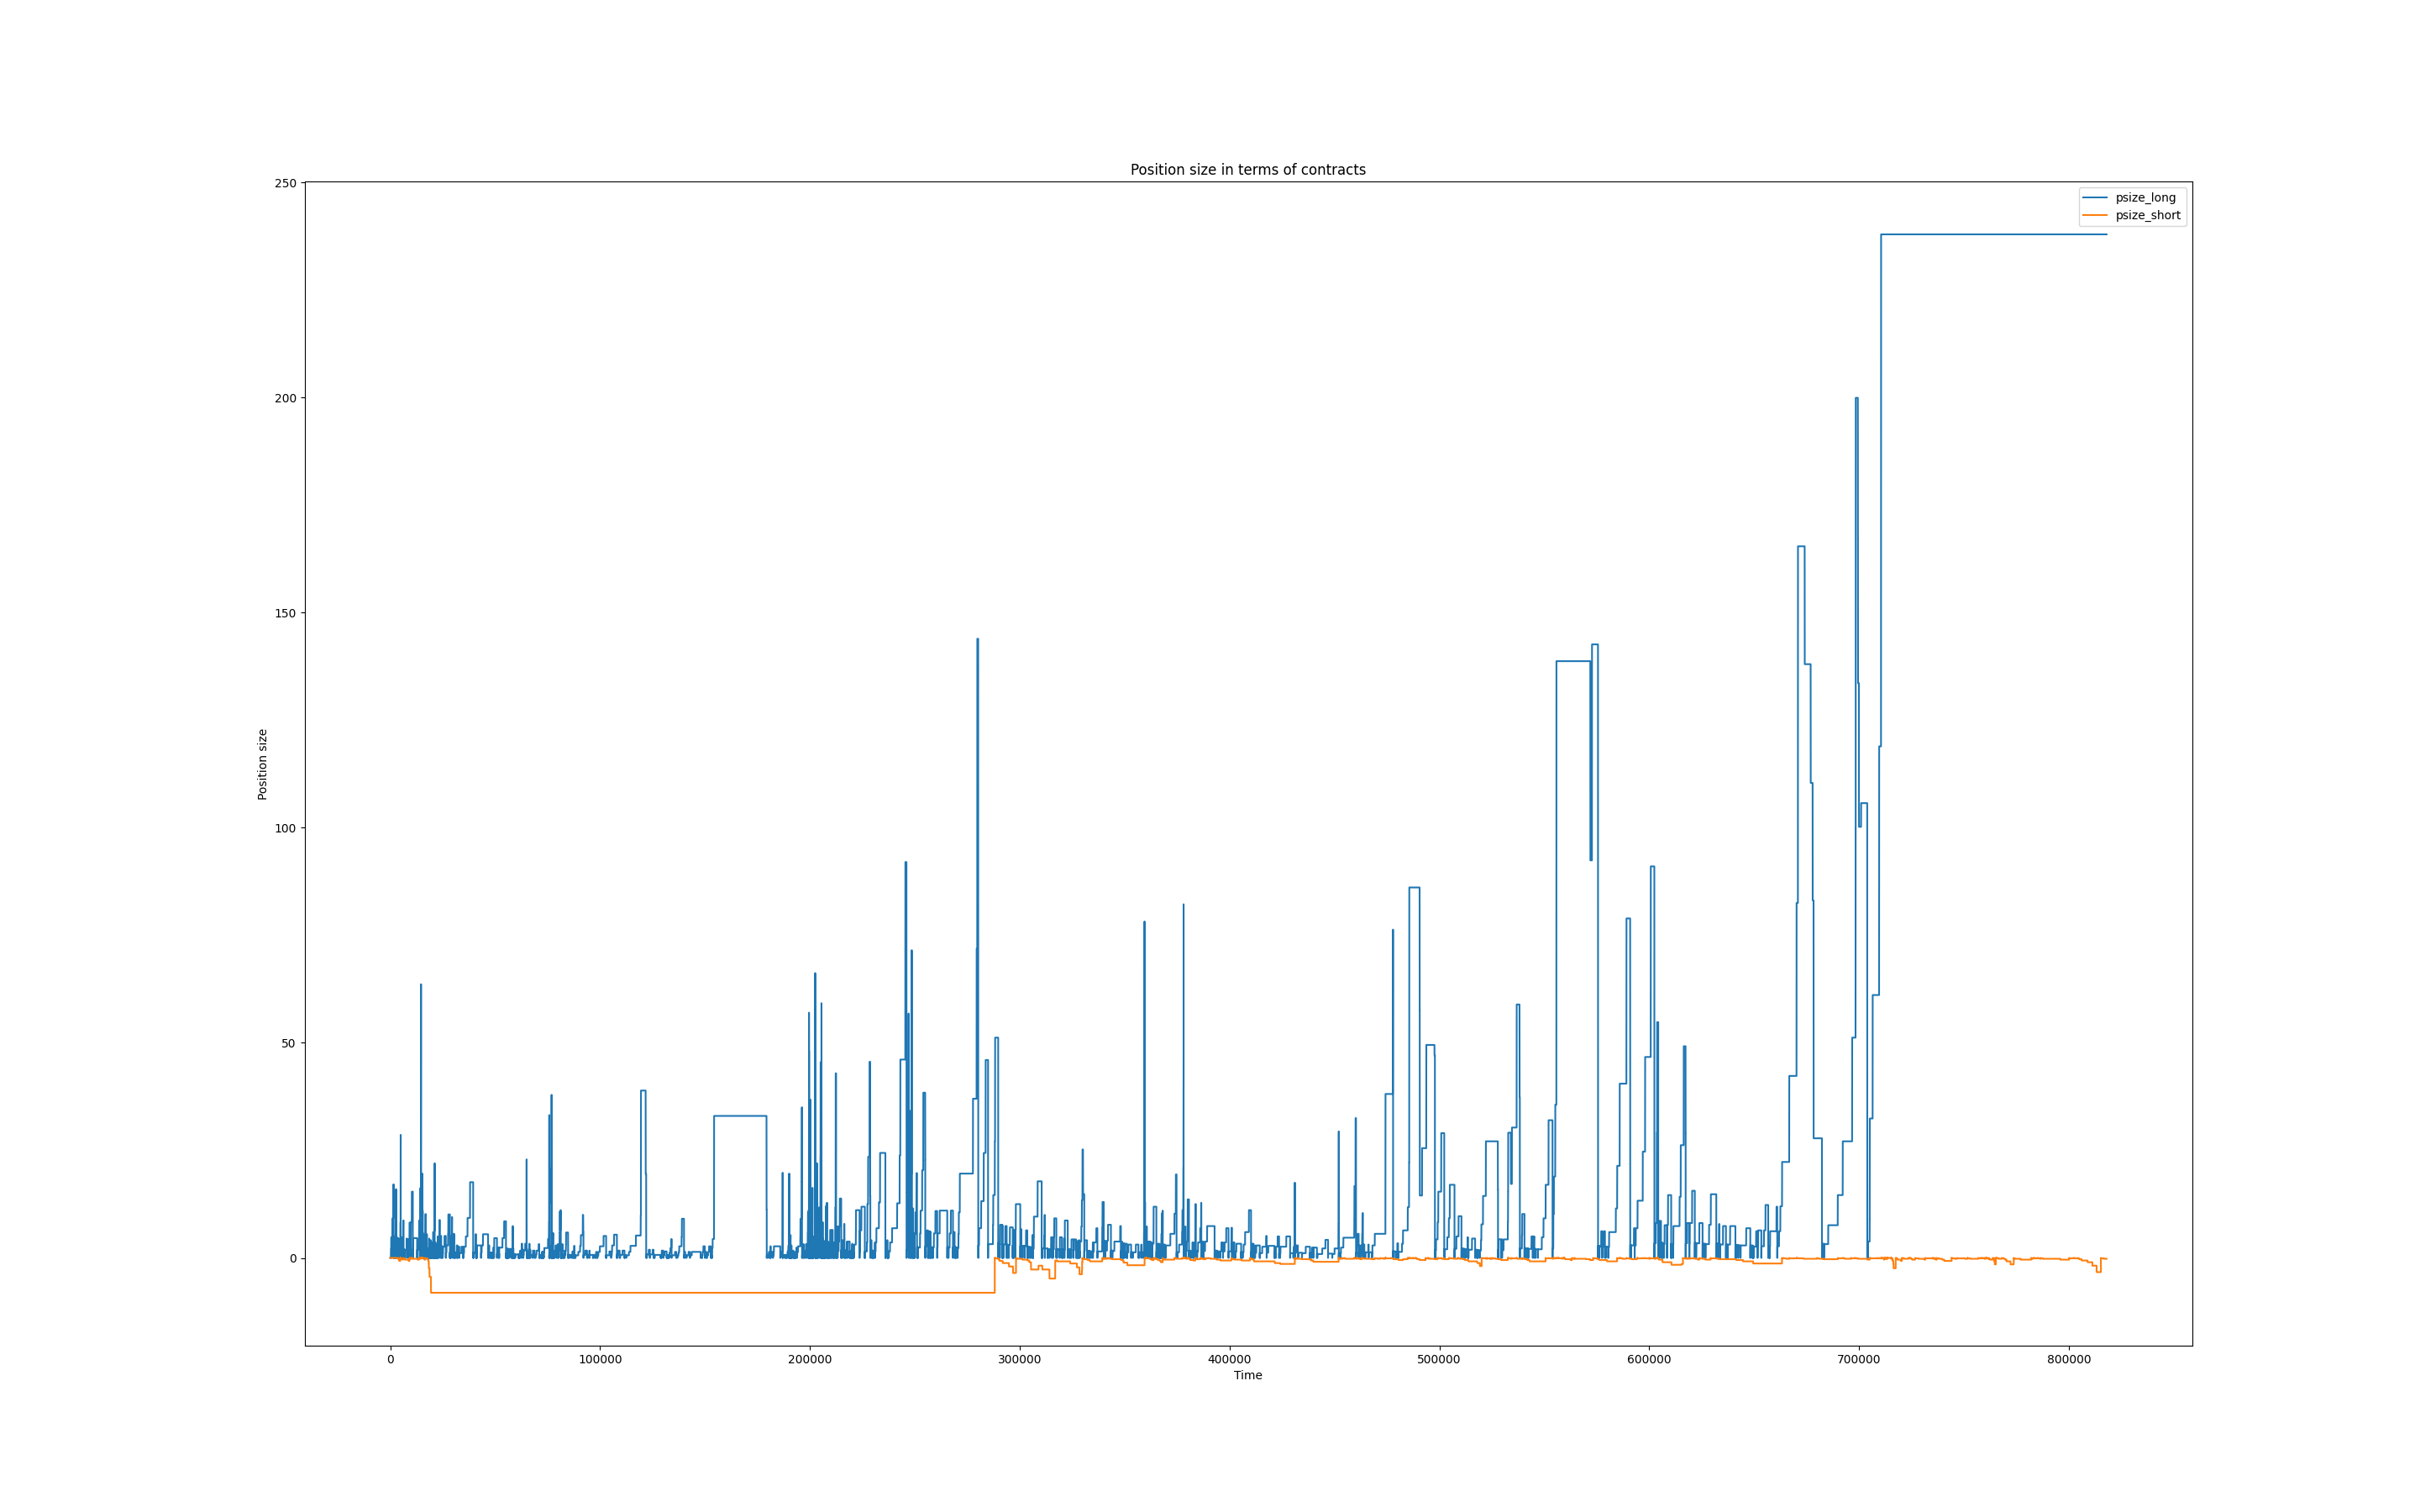 Position size in terms of contracts
250
psize_long
psize_short
200
150
Position size
100
50
0
0 100000 200000 300000 400000 500000 600000 700000 800000
Time